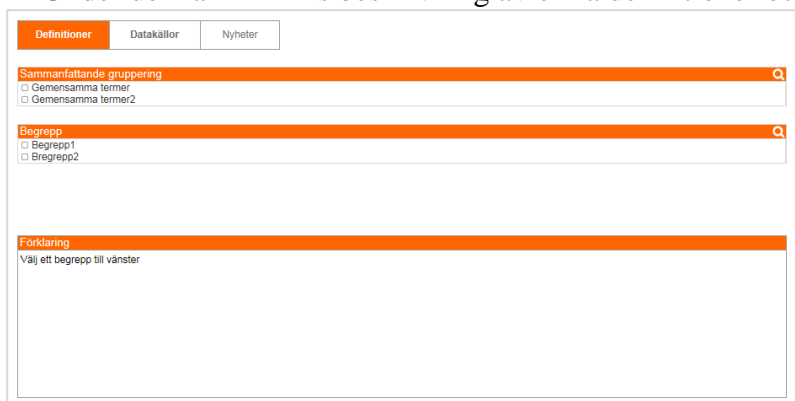 Definitioner Datakällor Nyheter
Sammanfattande gruppering
Gemensamma termer
Gemensamma termer2
Begrepp
Begrepp1
Bregrepp2
Förklaring
Välj ett begrepp till vänster